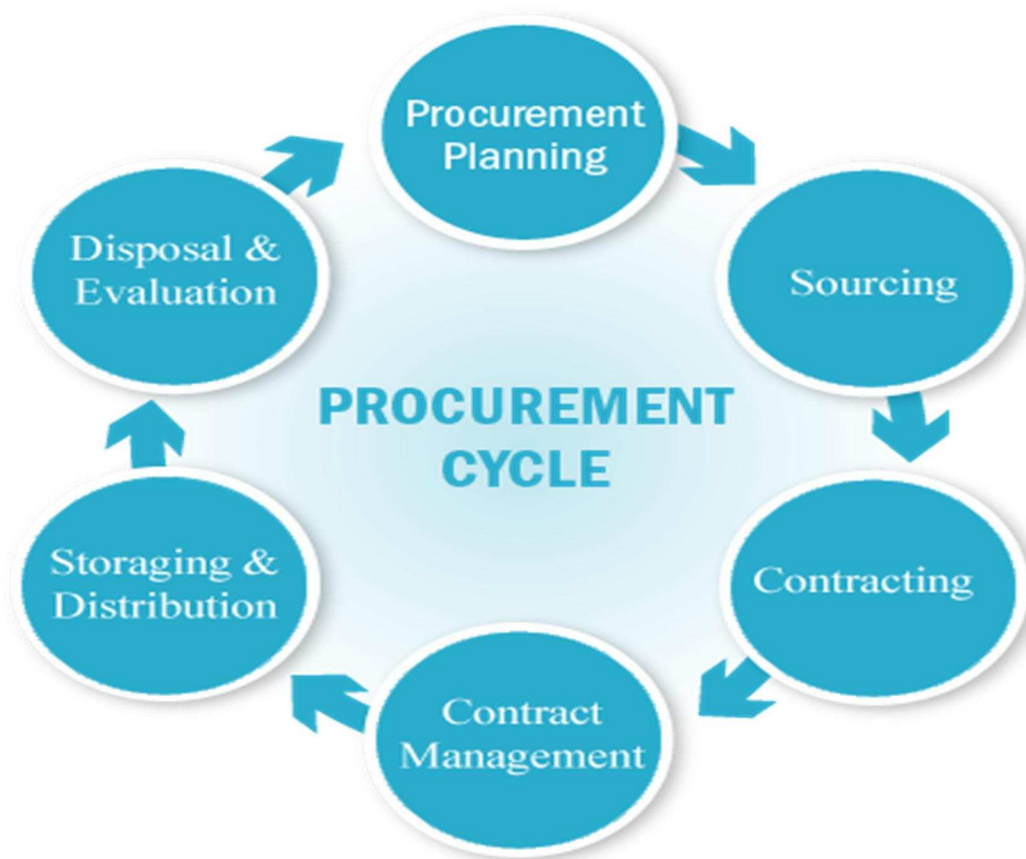 Procurement
Planning
Sourcing
Contracting
Contract
Management
Storaging &
Distribution
Disposal &
Evaluation
PROCUREMENT
CYCLE